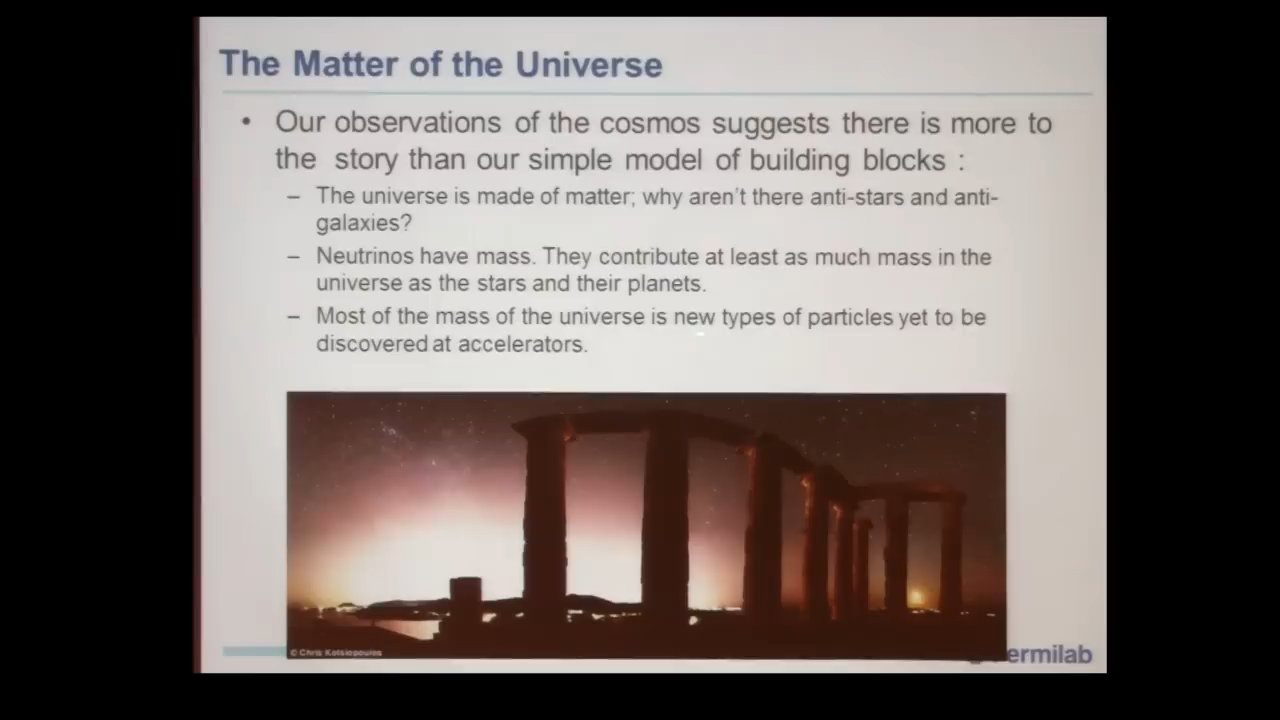 The Matter of the Universe
• Our observations of the cosmos suggests there is more to
the story than our simple model of building blocks :
– The universe is made of matter; why aren't there anti-stars and anti-
galaxies?
– Neutrinos have mass. They contribute at least as much mass in the
universe as the stars and their planets.
– Most of the mass of the universe is new types of particles yet to be
discovered at accelerators.
© Chris Kotsiopoulos
ermilab